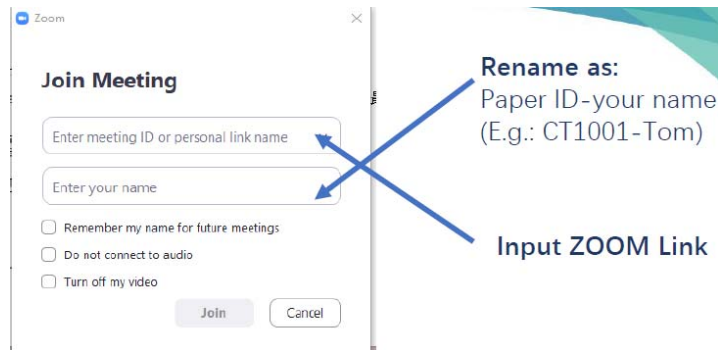 Zoom
Join Meeting
Enter meeting ID or personal link name
Enter your name
Remember my name for future meetings
Do not connect to audio
Turn off my video
Join
Cancel
Rename as:
Paper ID-your name
(E.g.: CT1001-Tom)
Input ZOOM Link